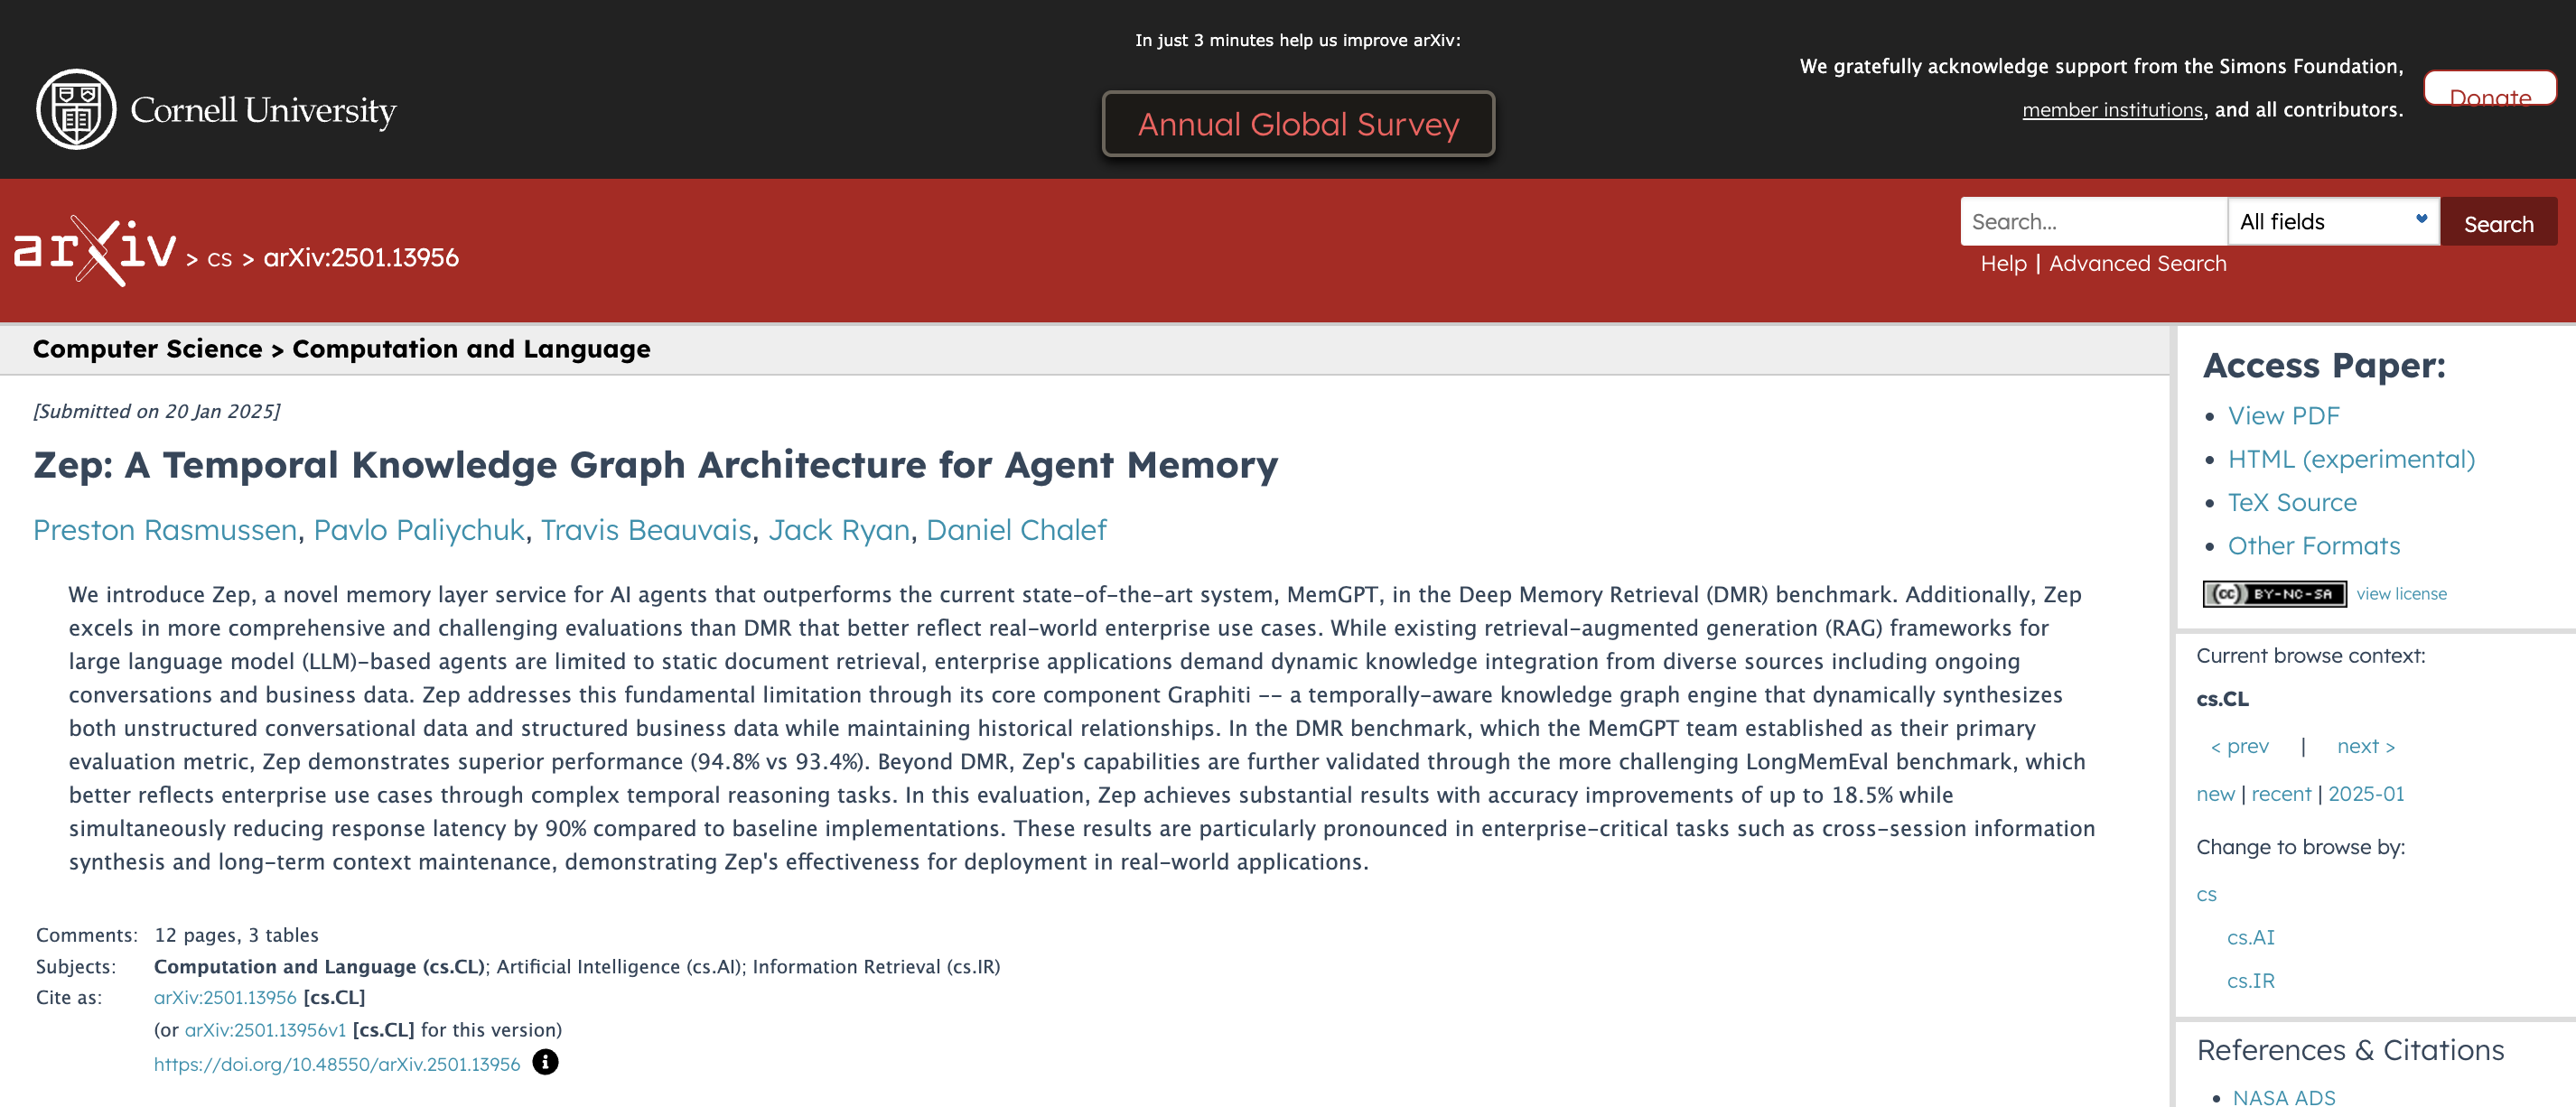 In just 3 minutes help us improve arXiv:
Annual Global Survey
Cornell University
We gratefully acknowledge support from the Simons Foundation,
member institutions, and all contributors.
Donate
arXiv > cs > arXiv:2501.13956
Search...
All fields
Search
Help | Advanced Search
Computer Science > Computation and Language
[Submitted on 20 Jan 2025]
Zep: A Temporal Knowledge Graph Architecture for Agent Memory
Preston Rasmussen, Pavlo Paliychuk, Travis Beauvais, Jack Ryan, Daniel Chalef
We introduce Zep, a novel memory layer service for AI agents that outperforms the current state-of-the-art system, MemGPT, in the Deep Memory Retrieval (DMR) benchmark. Additionally, Zep
excels in more comprehensive and challenging evaluations than DMR that better reflect real-world enterprise use cases. While existing retrieval-augmented generation (RAG) frameworks for
large language model (LLM)-based agents are limited to static document retrieval, enterprise applications demand dynamic knowledge integration from diverse sources including ongoing
conversations and business data. Zep addresses this fundamental limitation through its core component Graphiti -- a temporally-aware knowledge graph engine that dynamically synthesizes
both unstructured conversational data and structured business data while maintaining historical relationships. In the DMR benchmark, which the MemGPT team established as their primary
evaluation metric, Zep demonstrates superior performance (94.8% vs 93.4%). Beyond DMR, Zep's capabilities are further validated through the more challenging LongMemEval benchmark, which
better reflects enterprise use cases through complex temporal reasoning tasks. In this evaluation, Zep achieves substantial results with accuracy improvements of up to 18.5% while
simultaneously reducing response latency by 90% compared to baseline implementations. These results are particularly pronounced in enterprise-critical tasks such as cross-session information
synthesis and long-term context maintenance, demonstrating Zep's effectiveness for deployment in real-world applications.
Comments: 12 pages, 3 tables
Subjects: Computation and Language (cs.CL); Artificial Intelligence (cs.AI); Information Retrieval (cs.IR)
Cite as: arXiv:2501.13956 [cs.CL]
(or arXiv:2501.13956v1 [cs.CL] for this version)
https://doi.org/10.48550/arXiv.2501.13956
Access Paper:
View PDF
HTML (experimental)
TeX Source
Other Formats
(cc) BY-NC-SA view license
Current browse context:
cs.CL
< prev | next >
new | recent | 2025-01
Change to browse by:
cs
cs.AI
cs.IR
References & Citations
NASA ADS